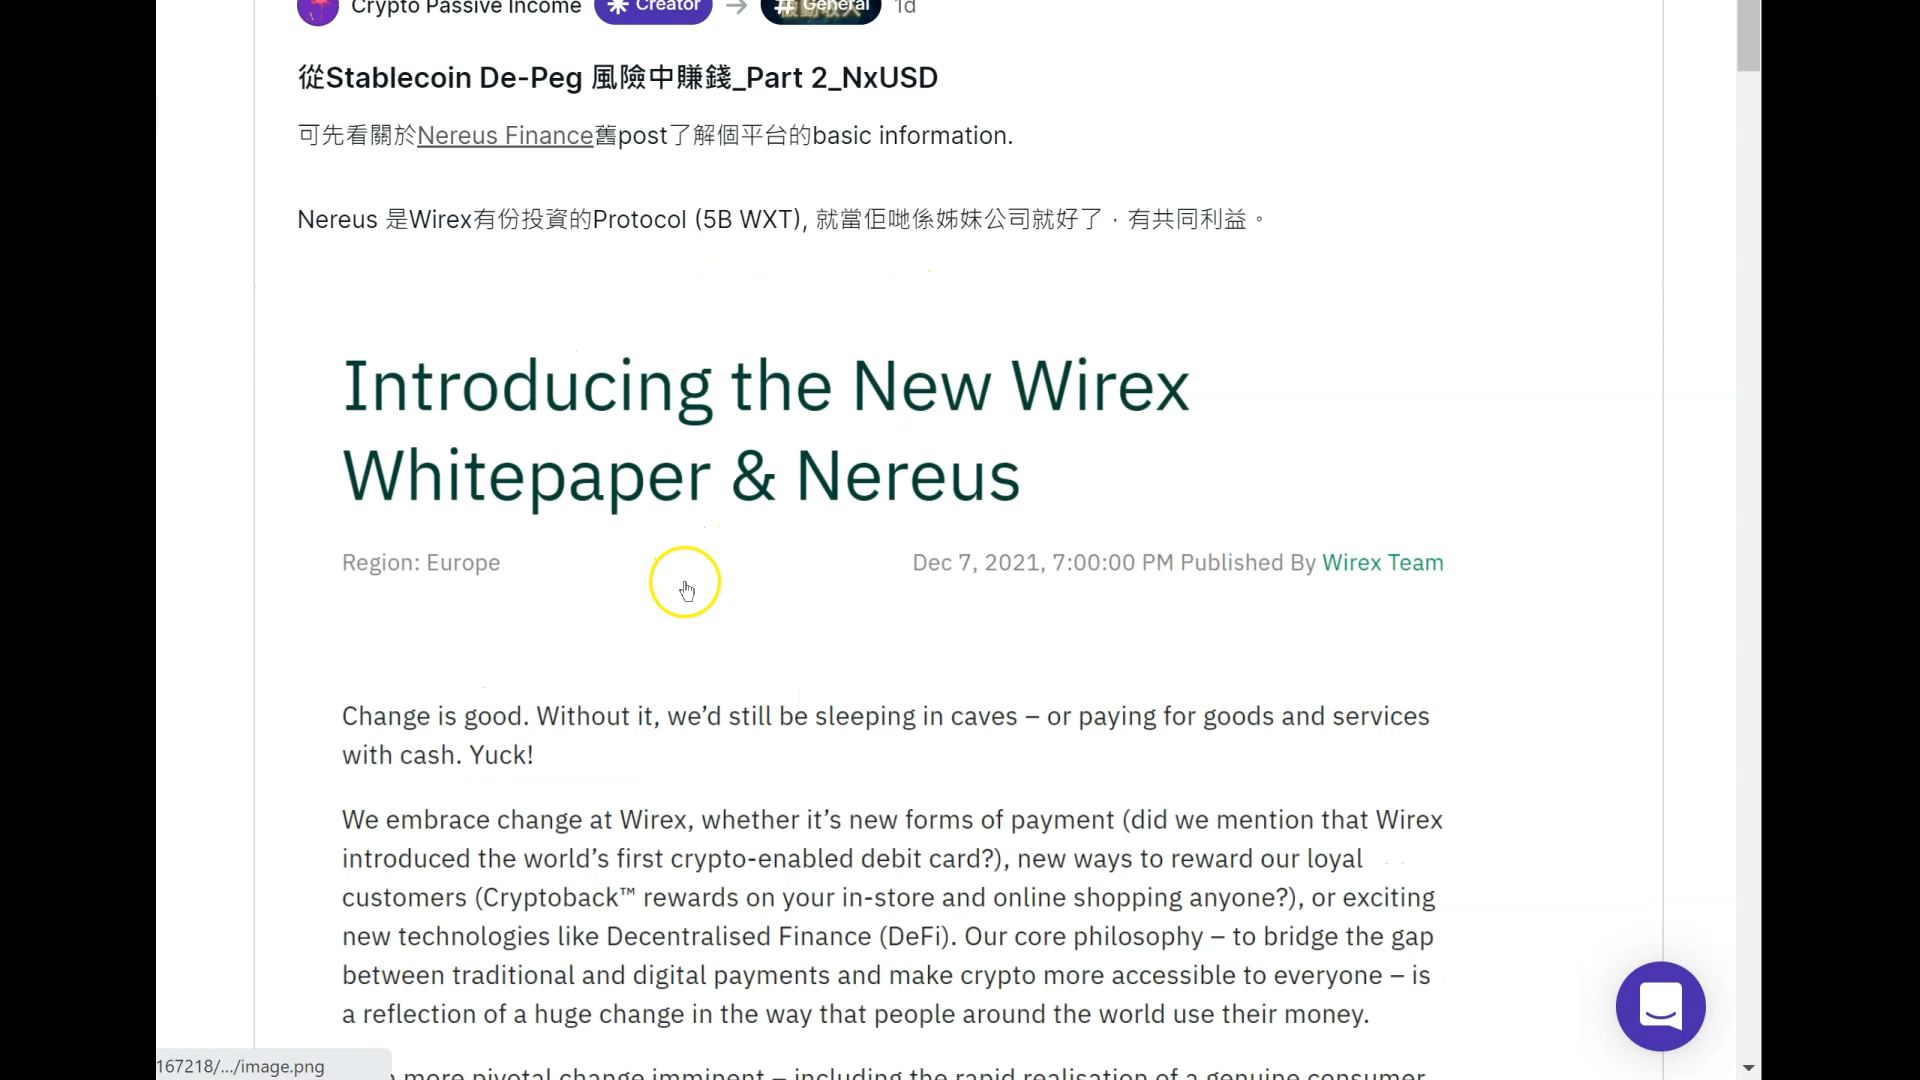 Crypto Passive Income Creator → # General 1d
從Stablecoin De-Peg 風險中賺錢_Part 2_NxUSD
可先看關於Nereus Finance舊post了解個平台的basic information.
Nereus 是Wirex有份投資的Protocol (5B WXT), 就當佢哋係姊妹公司就好了，有共同利益。
Introducing the New Wirex
Whitepaper & Nereus
Region: Europe
Dec 7, 2021, 7:00:00 PM Published By Wirex Team
Change is good. Without it, we’d still be sleeping in caves – or paying for goods and services
with cash. Yuck!
We embrace change at Wirex, whether it’s new forms of payment (did we mention that Wirex
introduced the world’s first crypto-enabled debit card?), new ways to reward our loyal
customers (Cryptoback™ rewards on your in-store and online shopping anyone?), or exciting
new technologies like Decentralised Finance (DeFi). Our core philosophy – to bridge the gap
between traditional and digital payments and make crypto more accessible to everyone – is
a reflection of a huge change in the way that people around the world use their money.
more pivotal change imminent – including the rapid realisation of a genuine consumer
167218/.../image.png